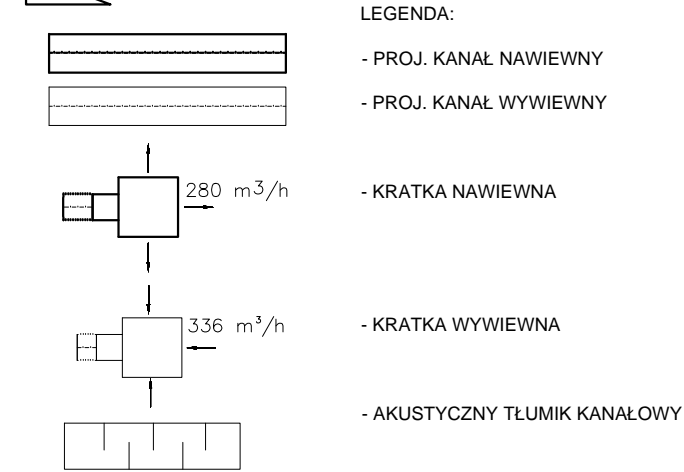 LEGENDA:
- PROJ. KANAŁ NAWIEWNY
- PROJ. KANAŁ WYWIEWNY
280 m3/h
- KRATKA NAWIEWNA
336 m³/h
- KRATKA WYWIEWNA
- AKUSTYCZNY TŁUMIK KANAŁOWY